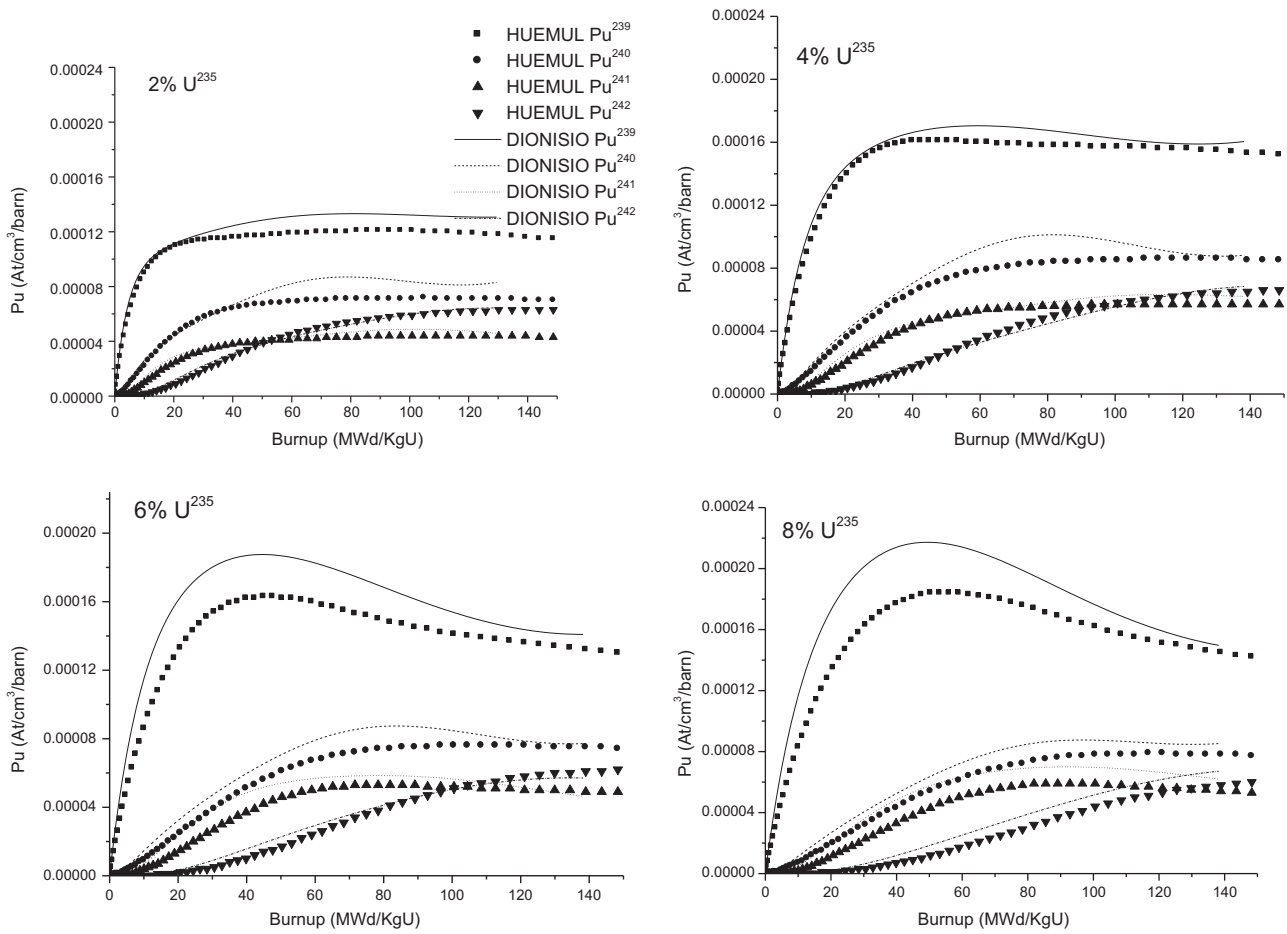 2% U²³⁵
HUEMUL Pu²³⁹
HUEMUL Pu²⁴⁰
HUEMUL Pu²⁴¹
HUEMUL Pu²⁴²
DIONISIO Pu²³⁹
DIONISIO Pu²⁴⁰
DIONISIO Pu²⁴¹
DIONISIO Pu²⁴²
0.00024
0.00020
0.00016
0.00012
0.00008
0.00004
0.00000
Pu (At/cm³/barn)
0 20 40 60 80 100 120 140
Burnup (MWd/KgU)
4% U²³⁵
0.00024
0.00020
0.00016
0.00012
0.00008
0.00004
0.00000
Pu (At/cm³/barn)
0 20 40 60 80 100 120 140
Burnup (MWd/KgU)
6% U²³⁵
0.00020
0.00016
0.00012
0.00008
0.00004
0.00000
Pu (At/cm³/barn)
0 20 40 60 80 100 120 140
Burnup (MWd/KgU)
8% U²³⁵
0.00024
0.00020
0.00016
0.00012
0.00008
0.00004
0.00000
Pu (At/cm³/barn)
0 20 40 60 80 100 120 140
Burnup (MWd/KgU)